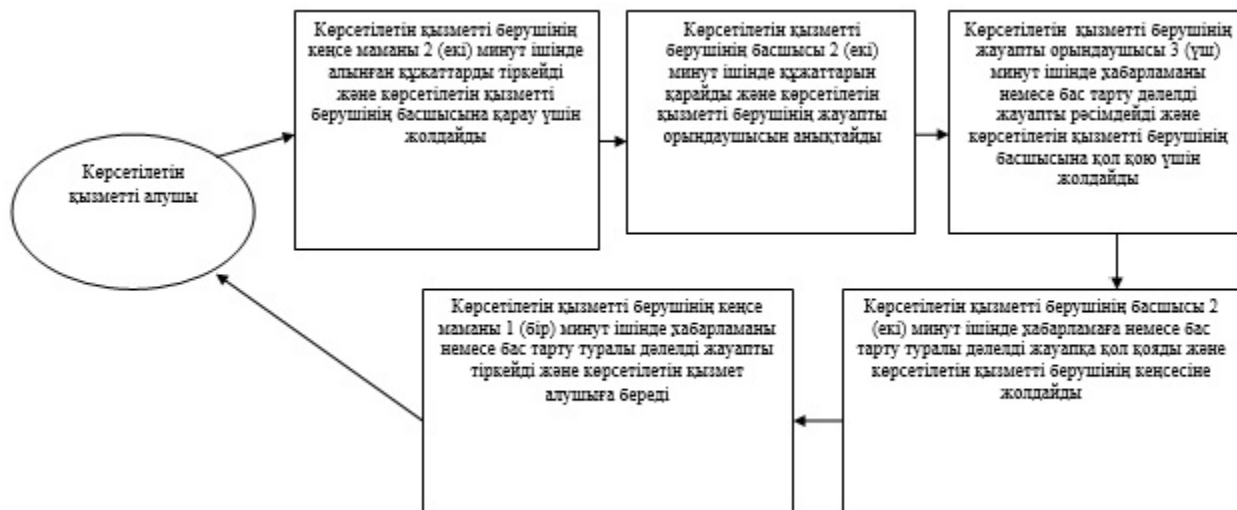 Көрсетілетін
қызметті алушы
Көрсетілетін қызметті берушінің
кеңсе маманы 2 (екі) минут ішінде
алынған құжаттарды тіркейді
және көрсетілетін қызметті
берушінің басшысына қарау үшін
жолдайды
Көрсетілетін қызметті
берушінің басшысы 2 (екі)
минут ішінде құжаттарын
қарайды және көрсетілетін
қызметті берушінің жауапты
орындаушысын анықтайды
Көрсетілетін қызметті берушінің
жауапты орындаушысы 3 (үш)
минут ішінде хабарламаны
немесе бас тарту дәлелді
жауапты рәсімдейді және
көрсетілетін қызметті берушінің
басшысына қол қою үшін
жолдайды
Көрсетілетін қызметті берушінің басшысы 2
(екі) минут ішінде хабарламаға немесе бас
тарту туралы дәлелді жауапқа қол қояды және
көрсетілетін қызметті берушінің кеңсесіне
жолдайды
Көрсетілетін қызметті берушінің кеңсе
маманы 1 (бір) минут ішінде хабарламаны
немесе бас тарту туралы дәлелді жауапты
тіркейді және көрсетілетін қызмет
алушыға береді